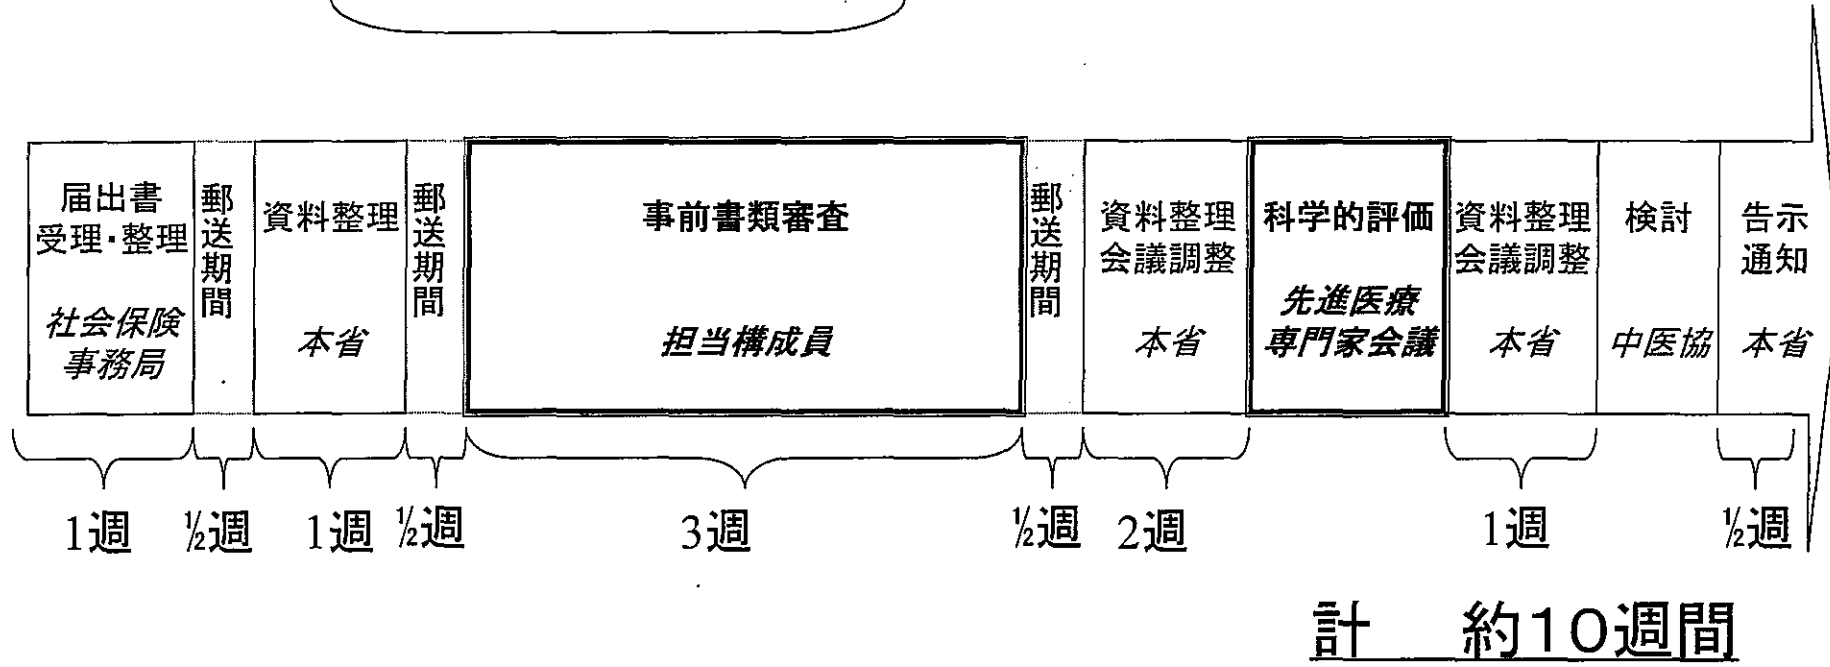 届出書
受理・整理
社会保険
事務局
郵送期間
資料整理
本省
郵送期間
事前書類審査
担当構成員
郵送期間
資料整理
会議調整
本省
科学的評価
先進医療
専門家会議
資料整理
会議調整
本省
検討
中医協
告示
通知
本省
1週
½週
1週
½週
3週
½週
2週
1週
½週
計 約10週間